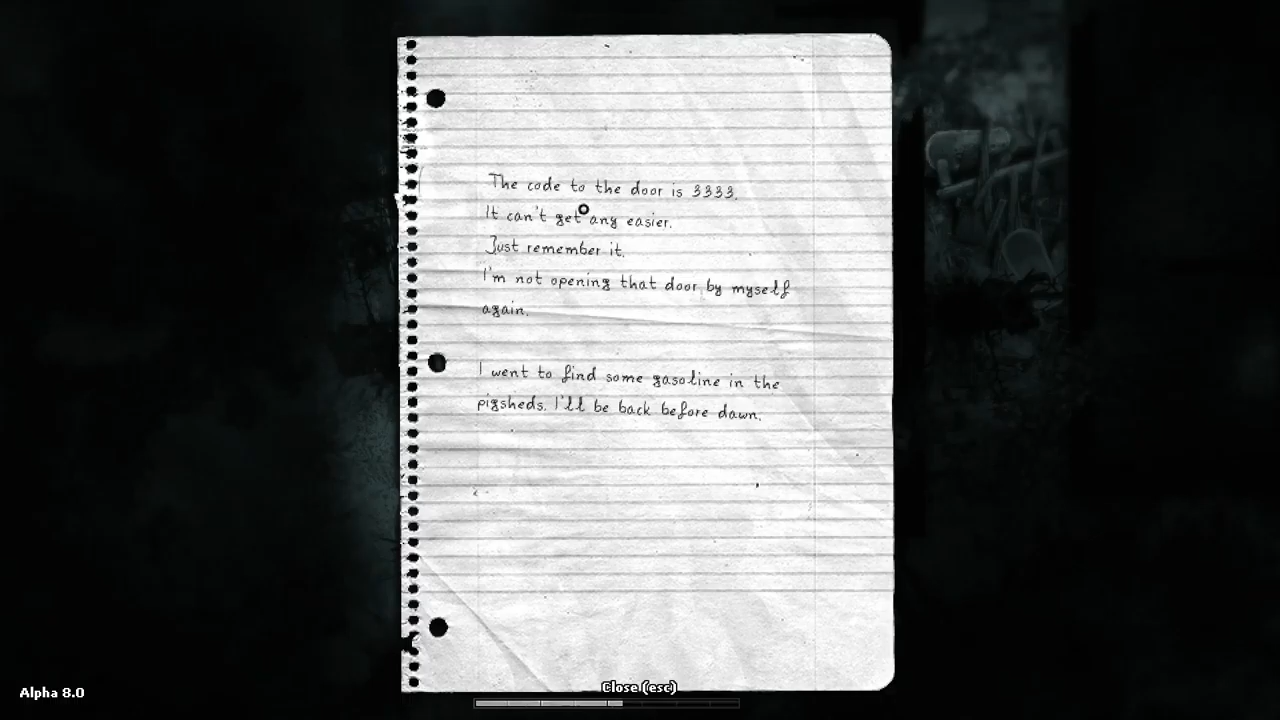 The code to the door is 3333.
It can't get any easier.
Just remember it.
I'm not opening that door by myself
again.
I went to find some gasoline in the
pigsheds. I'll be back before dawn.
Close (esc)
Alpha 8.0